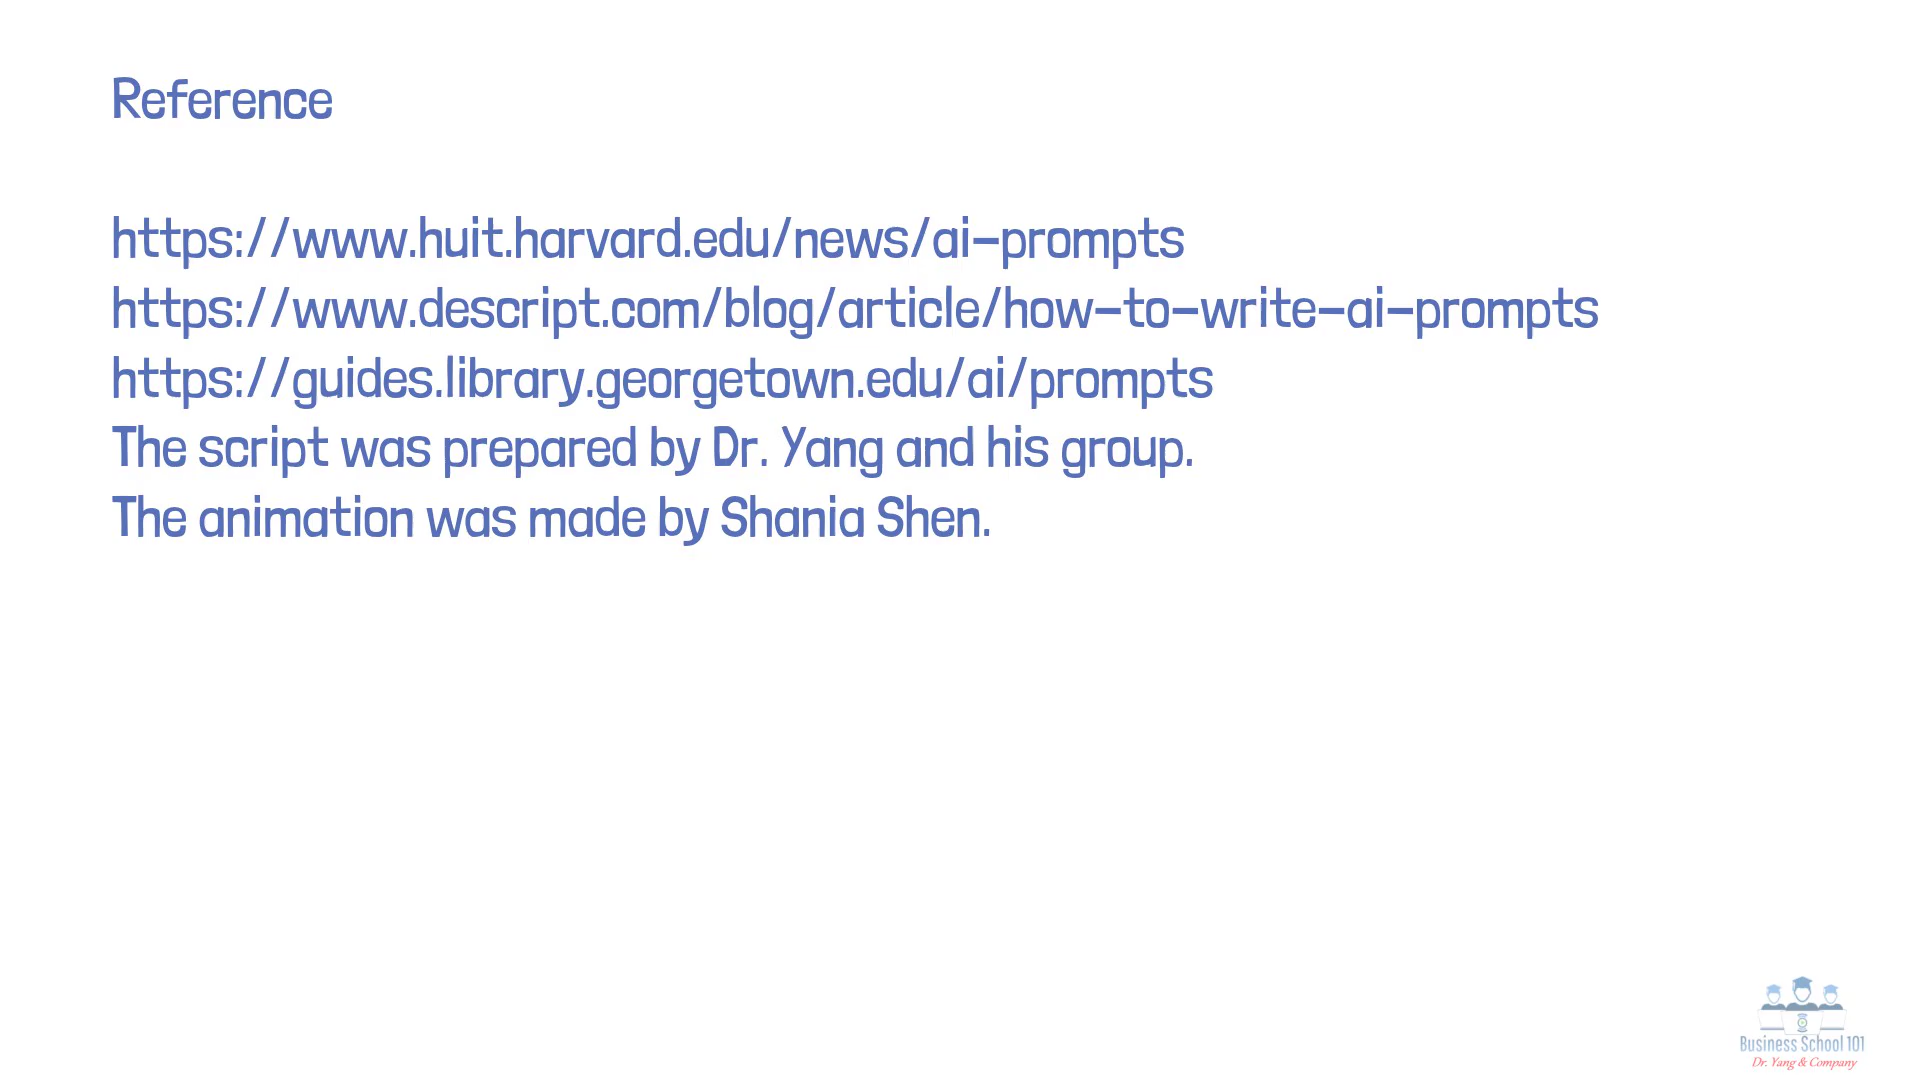 Reference
https://www.huit.harvard.edu/news/ai-prompts
https://www.descript.com/blog/article/how-to-write-ai-prompts
https://guides.library.georgetown.edu/ai/prompts
The script was prepared by Dr. Yang and his group.
The animation was made by Shania Shen.
Business School 101
Dr. Yang & Company